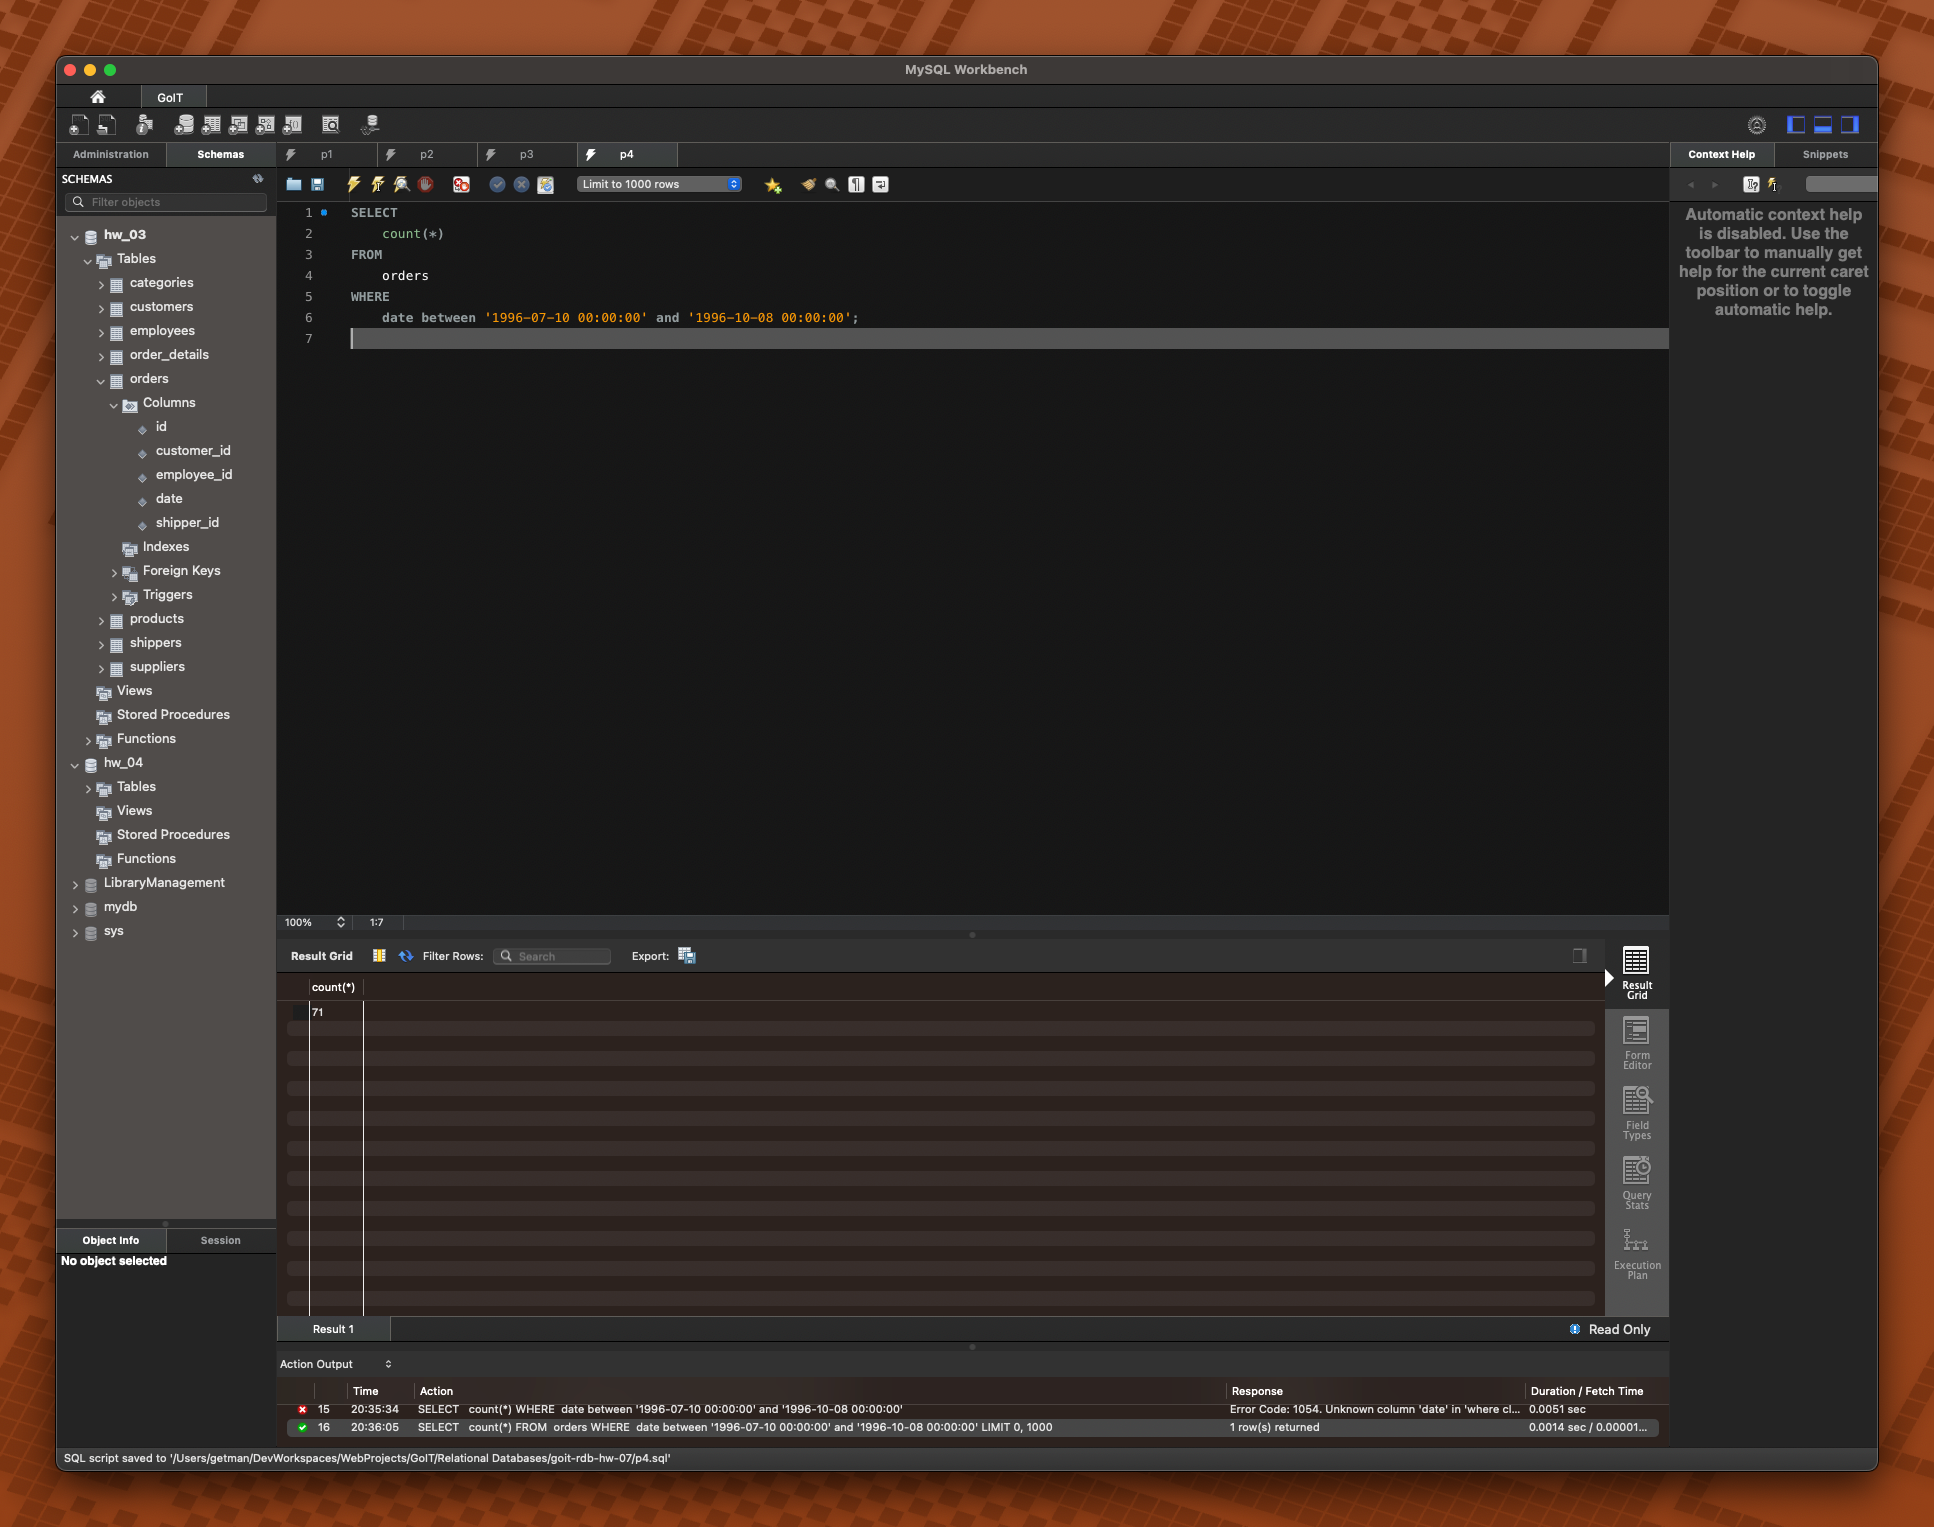 MySQL Workbench
GoIT
Administration
Schemas
p1
p2
p3
p4
Context Help
Snippets
SCHEMAS
Filter objects
Limit to 1000 rows
hw_03
Tables
categories
customers
employees
order_details
orders
Columns
id
customer_id
employee_id
date
shipper_id
Indexes
Foreign Keys
Triggers
products
shippers
suppliers
Views
Stored Procedures
Functions
hw_04
Tables
Views
Stored Procedures
Functions
LibraryManagement
mydb
sys
Object Info
Session
No object selected
1 SELECT
2 count(*)
3 FROM
4 orders
5 WHERE
6 date between '1996-07-10 00:00:00' and '1996-10-08 00:00:00';
7
Automatic context help
is disabled. Use the
toolbar to manually get
help for the current caret
position or to toggle
automatic help.
100%
1:7
Result Grid
Filter Rows:
Search
Export:
count(*)
71
Result
Grid
Form
Editor
Field
Types
Query
Stats
Execution
Plan
Result 1
Read Only
Action Output
Time Action Response Duration / Fetch Time
15 20:35:34 SELECT count(*) WHERE date between '1996-07-10 00:00:00' and '1996-10-08 00:00:00' Error Code: 1054. Unknown column 'date' in 'where cl... 0.0051 sec
16 20:36:05 SELECT count(*) FROM orders WHERE date between '1996-07-10 00:00:00' and '1996-10-08 00:00:00' LIMIT 0, 1000 1 row(s) returned 0.0014 sec / 0.00001...
SQL script saved to '/Users/getman/DevWorkspaces/WebProjects/GoIT/Relational Databases/goit-rdb-hw-07/p4.sql'